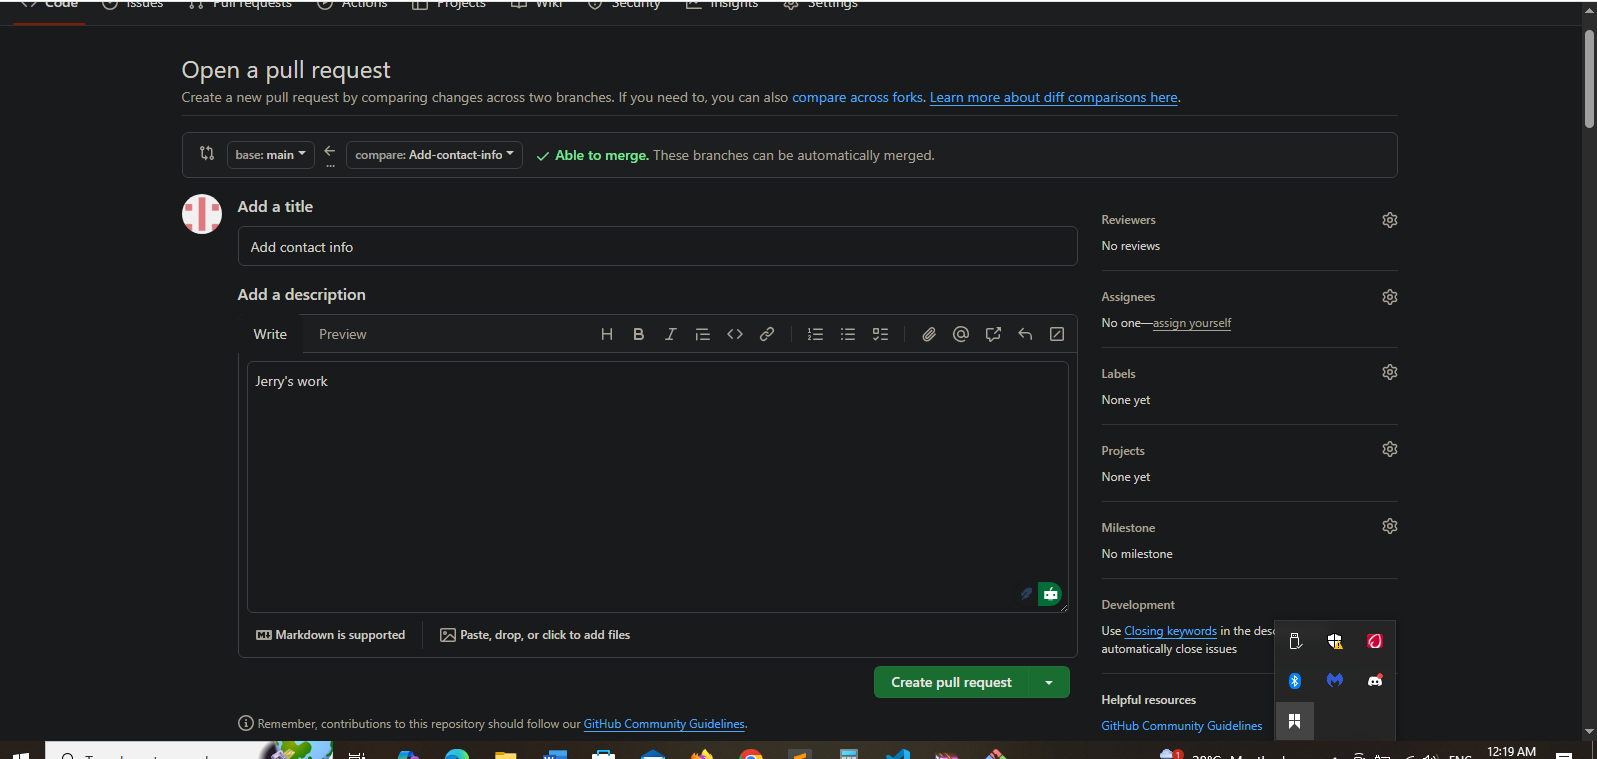 Code Issues Pull requests Actions Projects Wiki Security Insights Settings
Open a pull request
Create a new pull request by comparing changes across two branches. If you need to, you can also compare across forks. Learn more about diff comparisons here.
base: main compare: Add-contact-info Able to merge. These branches can be automatically merged.
Add a title
Add contact info
Add a description
Write Preview
Jerry's work
Markdown is supported Paste, drop, or click to add files
Create pull request
Remember, contributions to this repository should follow our GitHub Community Guidelines.
Reviewers
No reviews
Assignees
No one—assign yourself
Labels
None yet
Projects
None yet
Milestone
No milestone
Development
Use Closing keywords in the
automatically close issues
Helpful resources
GitHub Community Guidelines
12:19 AM